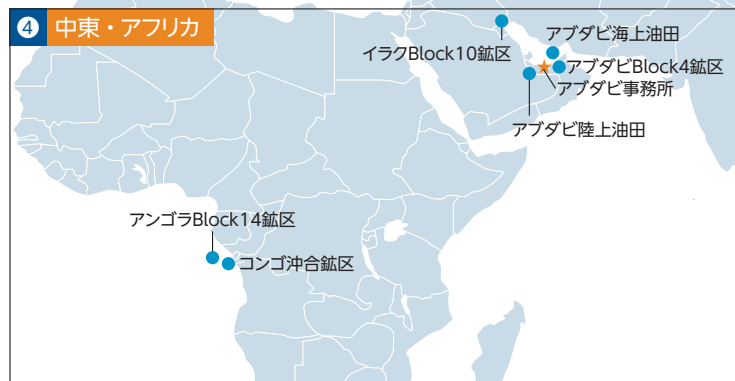 4 中東・アフリカ
アブダビ海上油田
イラクBlock10鉱区
アブダビBlock4鉱区
アブダビ事務所
アブダビ陸上油田
アンゴラBlock14鉱区
コンゴ沖合鉱区